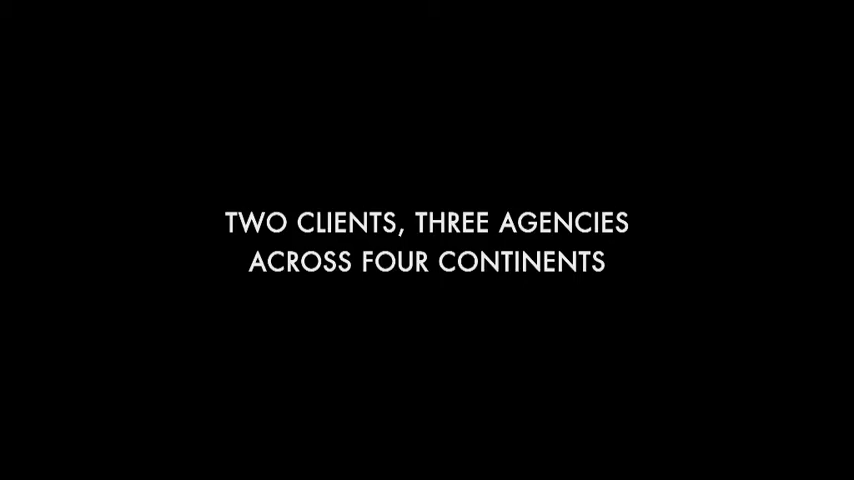 TWO CLIENTS, THREE AGENCIES
ACROSS FOUR CONTINENTS